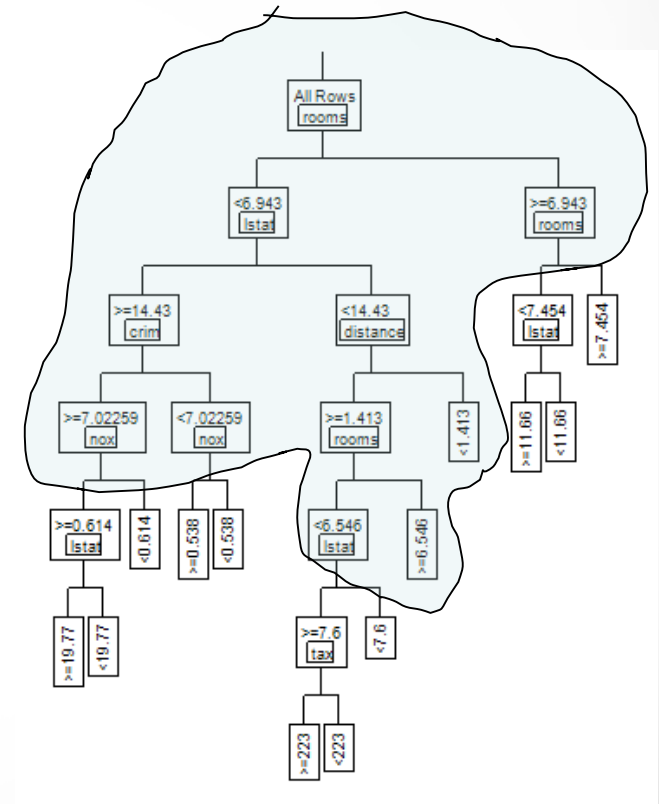 All Rows
rooms
<6.943
lstat
>=6.943
rooms
>=14.43
crim
<14.43
distance
<7.454
lstat
>=7.454
>=7.02259
nox
<7.02259
nox
>=1.413
rooms
<1.413
>=11.66
<11.66
>=0.614
lstat
<0.614
>=0.538
<0.538
<6.546
lstat
>=6.546
>=19.77
<19.77
>=7.6
tax
<7.6
>=223
<223